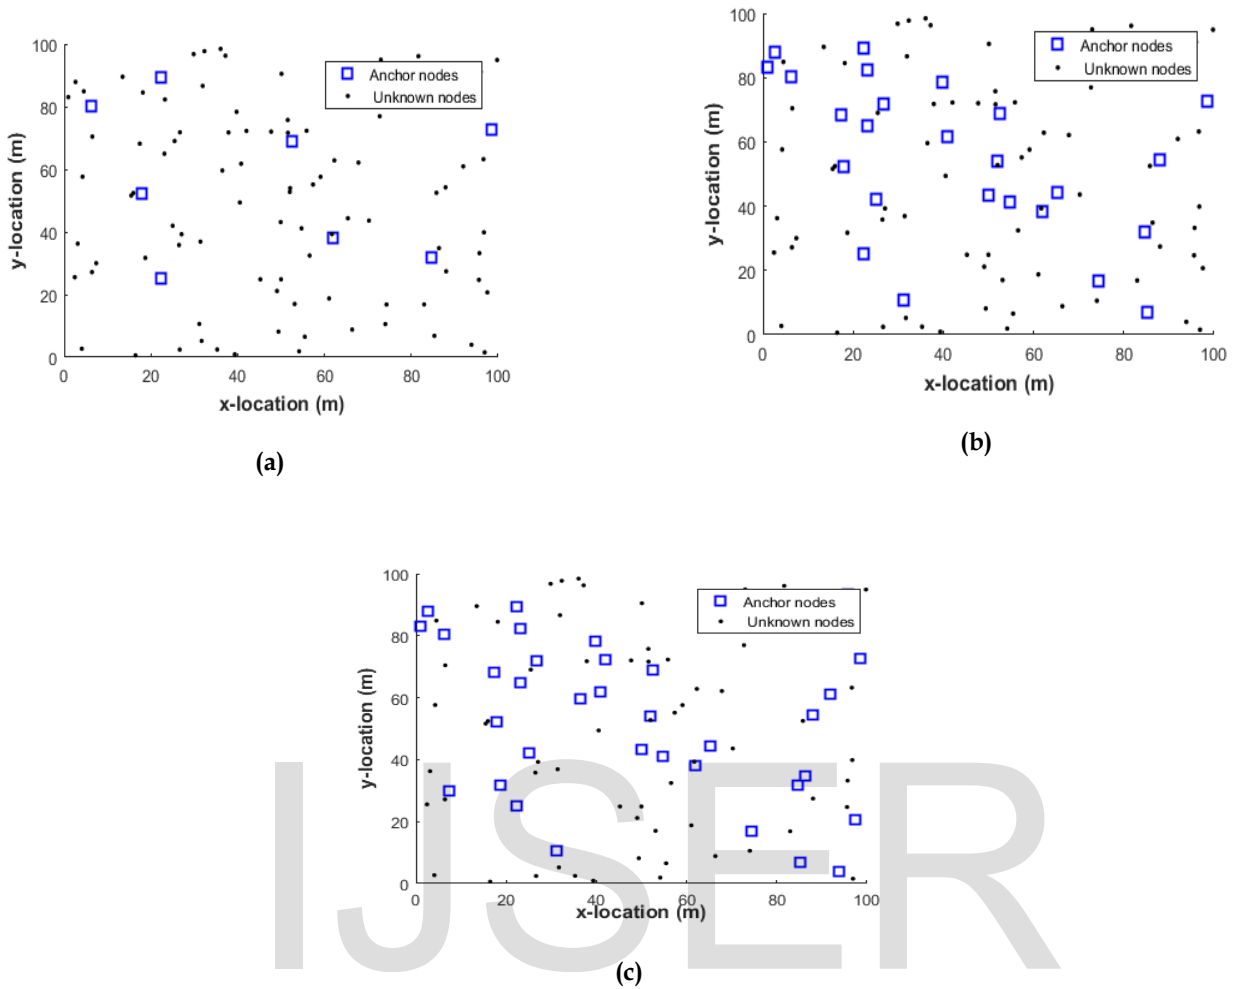 100
80
60
40
20
0
y-location (m)
Anchor nodes
Unknown nodes
0 20 40 60 80 100
x-location (m)
(a)
100
80
60
40
20
0
y-location (m)
Anchor nodes
Unknown nodes
0 20 40 60 80 100
x-location (m)
(b)
100
80
60
40
20
0
y-location (m)
Anchor nodes
Unknown nodes
0 20 40 60 80 100
x-location (m)
(c)
IJSER